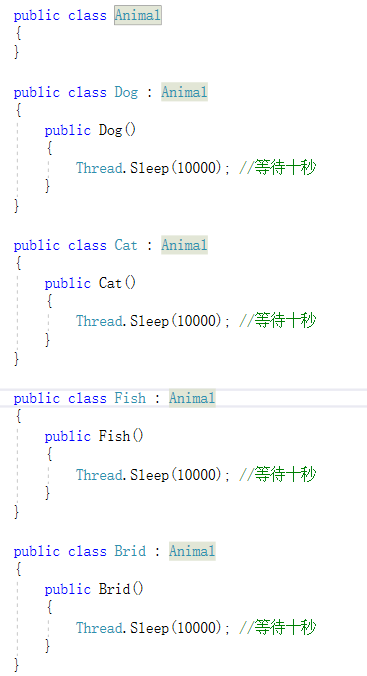 public class Animal
{
}
public class Dog : Animal
{
public Dog()
{
Thread.Sleep(10000); //等待十秒
}
}
public class Cat : Animal
{
public Cat()
{
Thread.Sleep(10000); //等待十秒
}
}
public class Fish : Animal
{
public Fish()
{
Thread.Sleep(10000); //等待十秒
}
}
public class Brid : Animal
{
public Brid()
{
Thread.Sleep(10000); //等待十秒
}
}